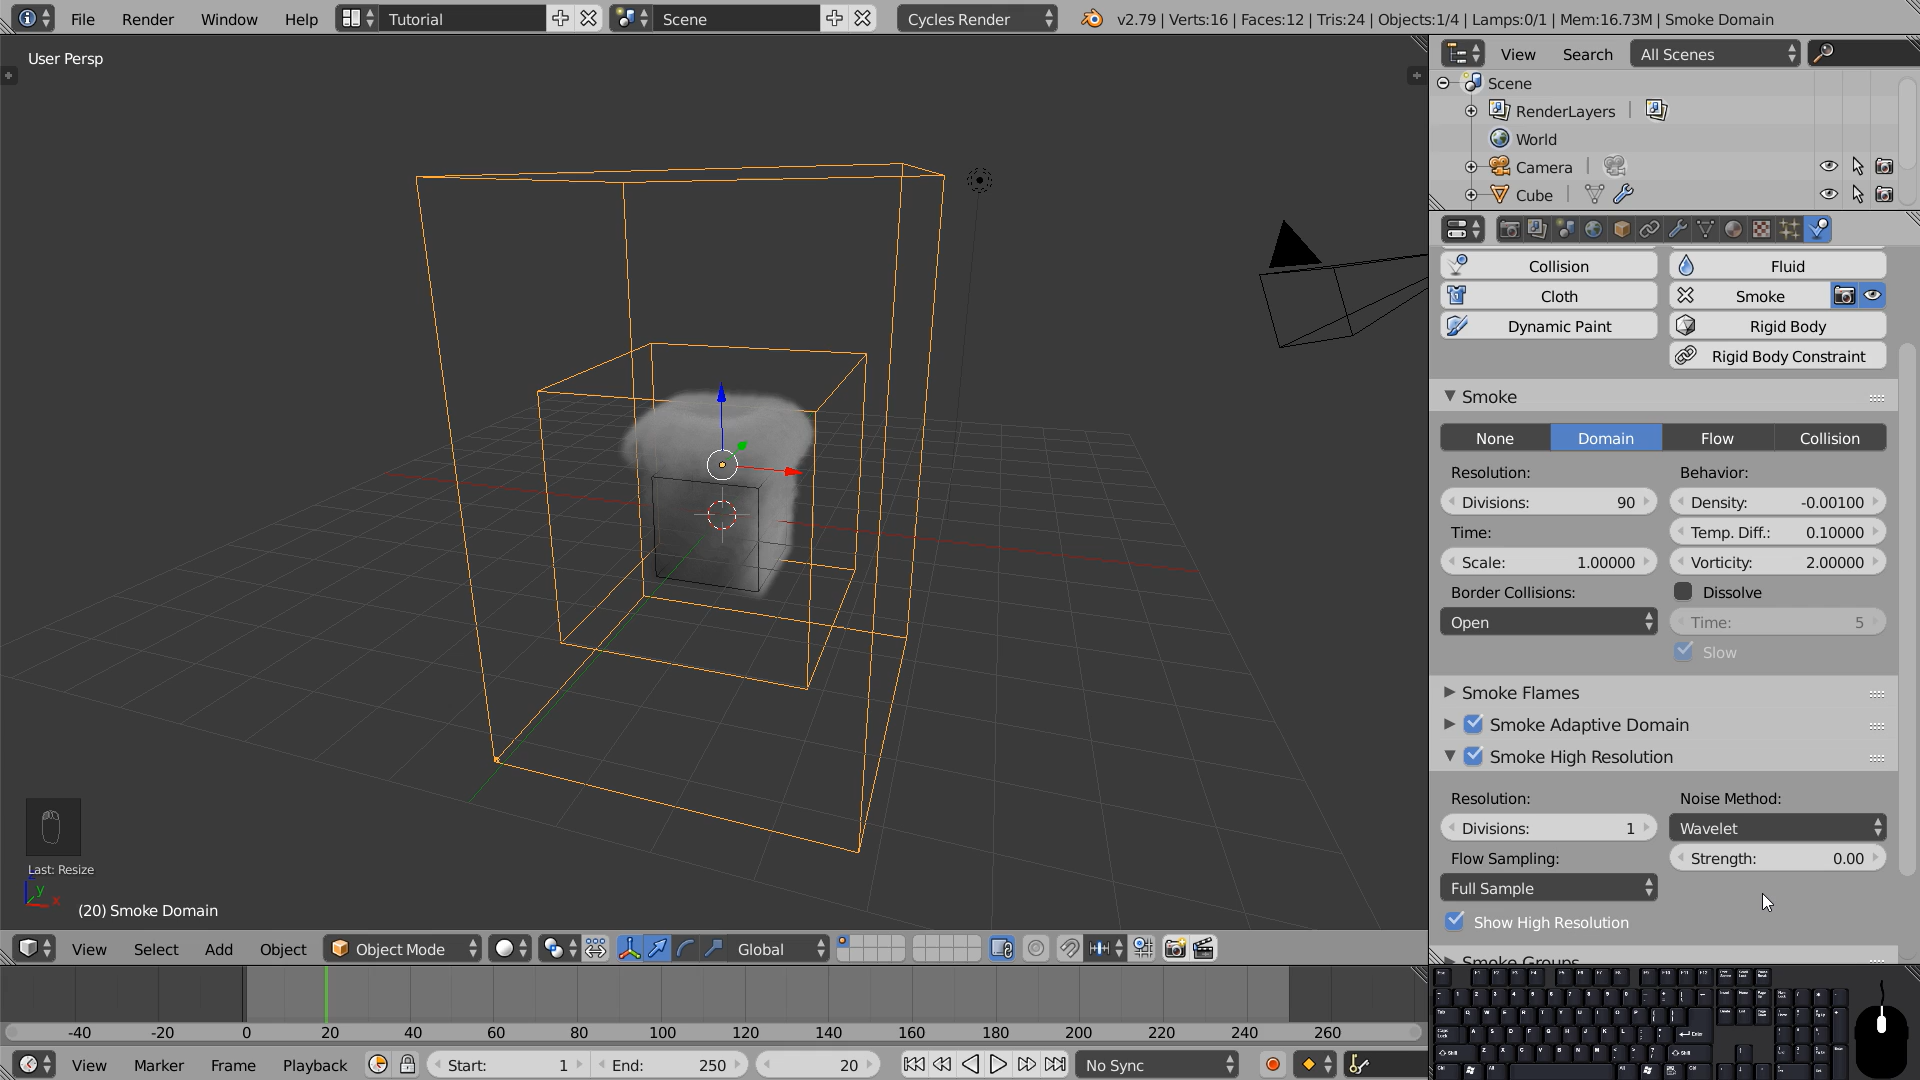 File Render Window Help Tutorial Scene Cycles Render v2.79 | Verts:16 | Faces:12 | Tris:24 | Objects:1/4 | Lamps:0/1 | Mem:16.73M | Smoke Domain
User Persp
View Search All Scenes
Scene
RenderLayers
World
Camera
Cube
Collision Fluid
Cloth Smoke
Dynamic Paint Rigid Body
Rigid Body Constraint
Smoke
None Domain Flow Collision
Resolution: Behavior:
Divisions: 90 Density: -0.00100
Time: Temp. Diff.: 0.10000
Scale: 1.00000 Vorticity: 2.00000
Border Collisions: Dissolve
Open Time: 5
Slow
Smoke Flames
Smoke Adaptive Domain
Smoke High Resolution
Resolution: Noise Method:
Divisions: 1 Wavelet
Flow Sampling: Strength: 0.00
Full Sample
Show High Resolution
Smoke Groups
Last: Resize
z
y
x
(20) Smoke Domain
View Select Add Object Object Mode Global
-40 -20 0 20 40 60 80 100 120 140 160 180 200 220 240 260
View Marker Frame Playback Start: 1 End: 250 20 No Sync